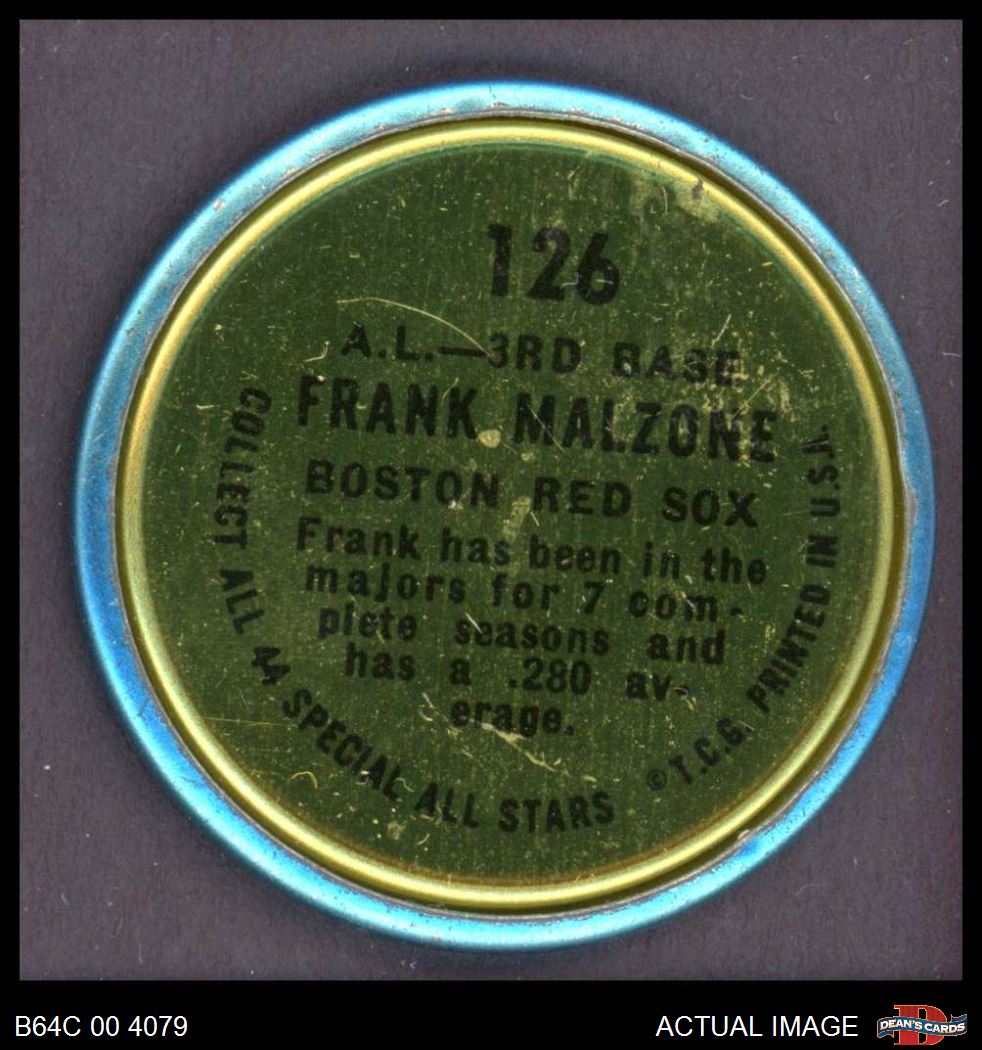 126
A.L.—3RD BASE
FRANK MALZONE
BOSTON RED SOX
Frank has been in the
majors for 7 com-
plete seasons and
has a .280 av-
erage.
COLLECT ALL 44 SPECIAL ALL STARS
© T.C.G. PRINTED IN U.S.A.
B64C 00 4079
ACTUAL IMAGE
DEAN'S CARDS